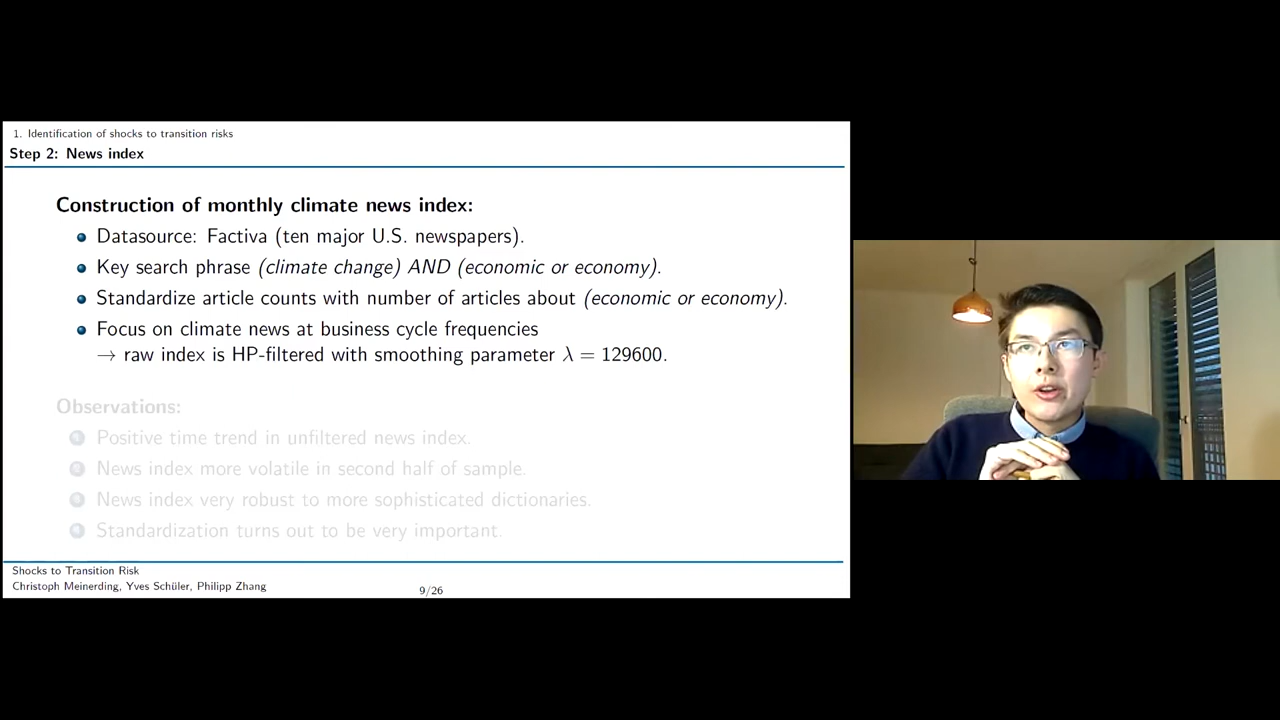 1. Identification of shocks to transition risks
Step 2: News index
Construction of monthly climate news index:
Datasource: Factiva (ten major U.S. newspapers).
Key search phrase (climate change) AND (economic or economy).
Standardize article counts with number of articles about (economic or economy).
Focus on climate news at business cycle frequencies
→ raw index is HP-filtered with smoothing parameter λ = 129600.
Observations:
Positive time trend in unfiltered news index.
News index more volatile in second half of sample.
News index very robust to more sophisticated dictionaries.
Standardization turns out to be very important.
Shocks to Transition Risk
Christoph Meinerding, Yves Schüler, Philipp Zhang
9/26